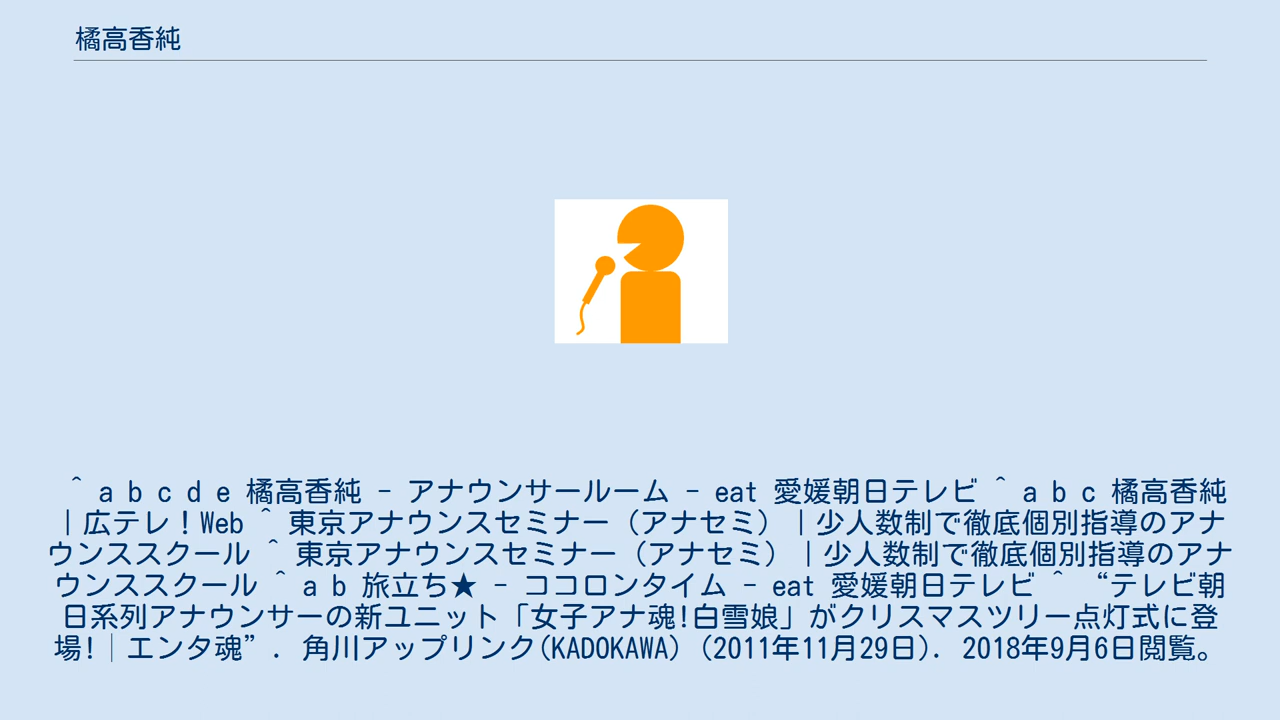 橘高香純
^ a b c d e 橘高香純 - アナウンサールーム - eat 愛媛朝日テレビ ^ a b c 橘高香純
|広テレ！Web ^ 東京アナウンスセミナー（アナセミ）|少人数制で徹底個別指導のアナ
ウンススクール ^ 東京アナウンスセミナー（アナセミ）|少人数制で徹底個別指導のアナ
ウンススクール ^ a b 旅立ち★ - ココロンタイム - eat 愛媛朝日テレビ ^ “テレビ朝
日系列アナウンサーの新ユニット「女子アナ魂!白雪娘」がクリスマスツリー点灯式に登
場!│エンタ魂”. 角川アップリンク(KADOKAWA) (2011年11月29日). 2018年9月6日閲覧。